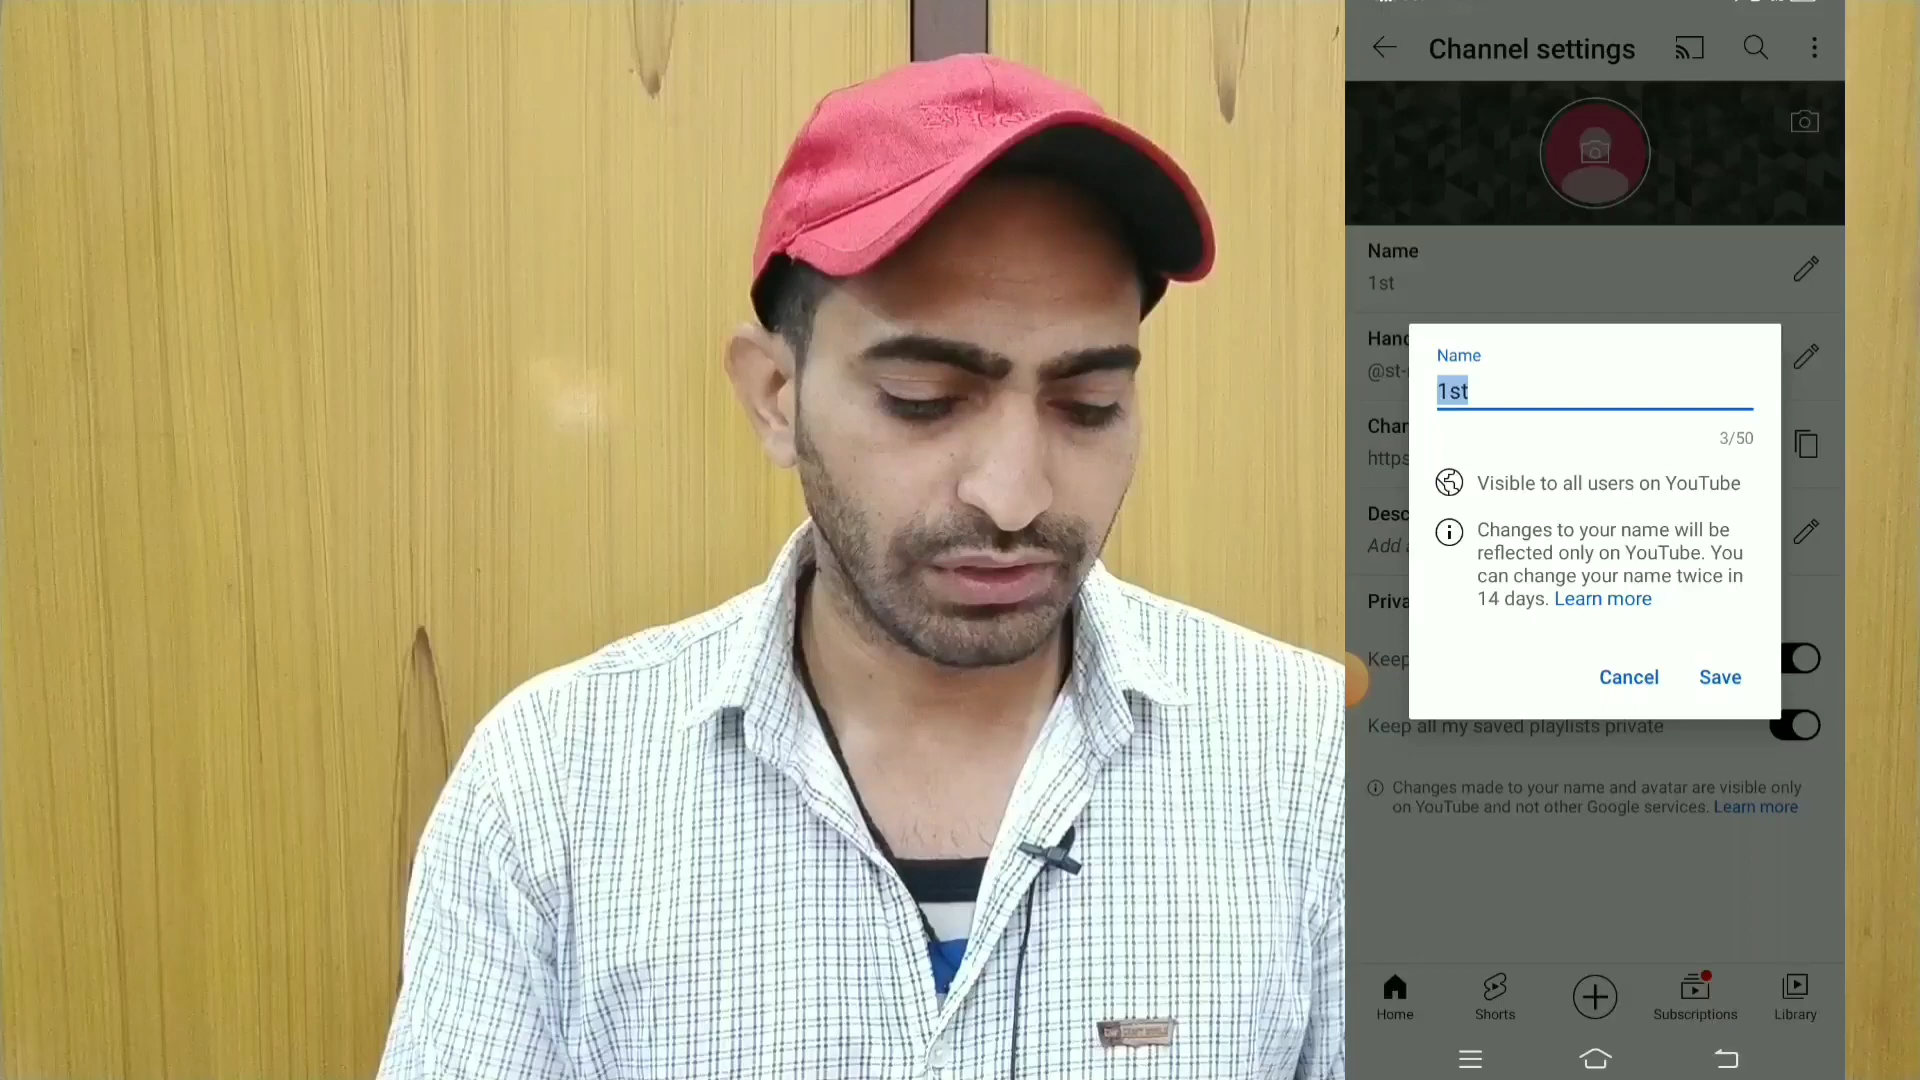 Channel settings
Name
1st
Hand
@st-
Name
1st
3/50
Chan
https
Visible to all users on YouTube
Desc
Add a
Changes to your name will be
reflected only on YouTube. You
can change your name twice in
14 days. Learn more
Priva
Keep
Cancel
Save
Keep all my saved playlists private
Changes made to your name and avatar are visible only
on YouTube and not other Google services. Learn more
Home
Shorts
Subscriptions
Library